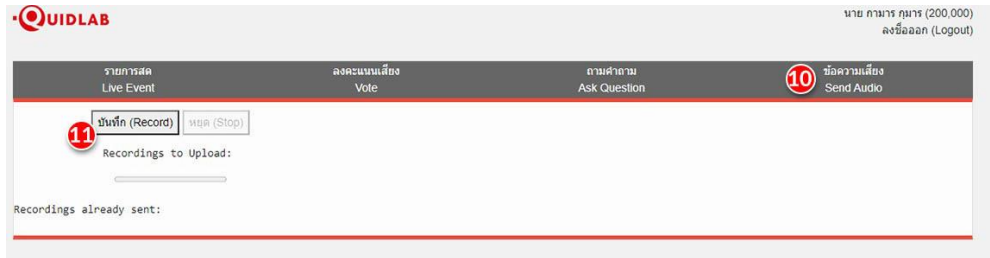 QUIDLAB
นาย กามาร กุมาร (200,000)
ลงชื่อออก (Logout)
รายการสด
Live Event
ลงคะแนนเสียง
Vote
ถามคำถาม
Ask Question
10
ข้อความเสียง
Send Audio
11
บันทึก (Record)
หยุด (Stop)
Recordings to Upload:
Recordings already sent: